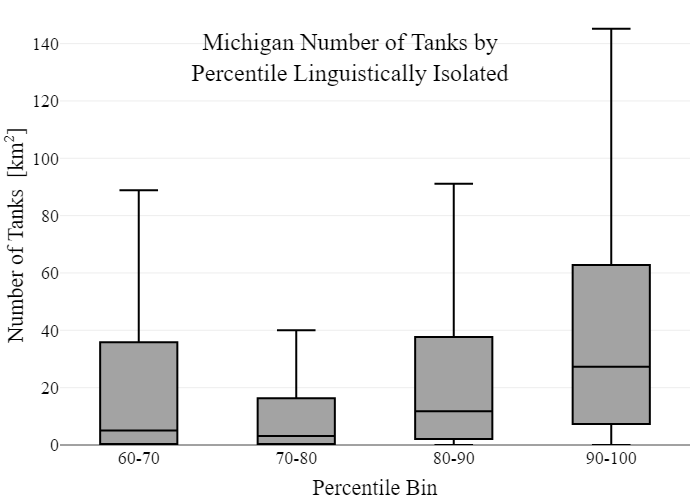 Michigan Number of Tanks by
Percentile Linguistically Isolated
Number of Tanks [km²]
140
120
100
80
60
40
20
0
60-70 70-80 80-90 90-100
Percentile Bin